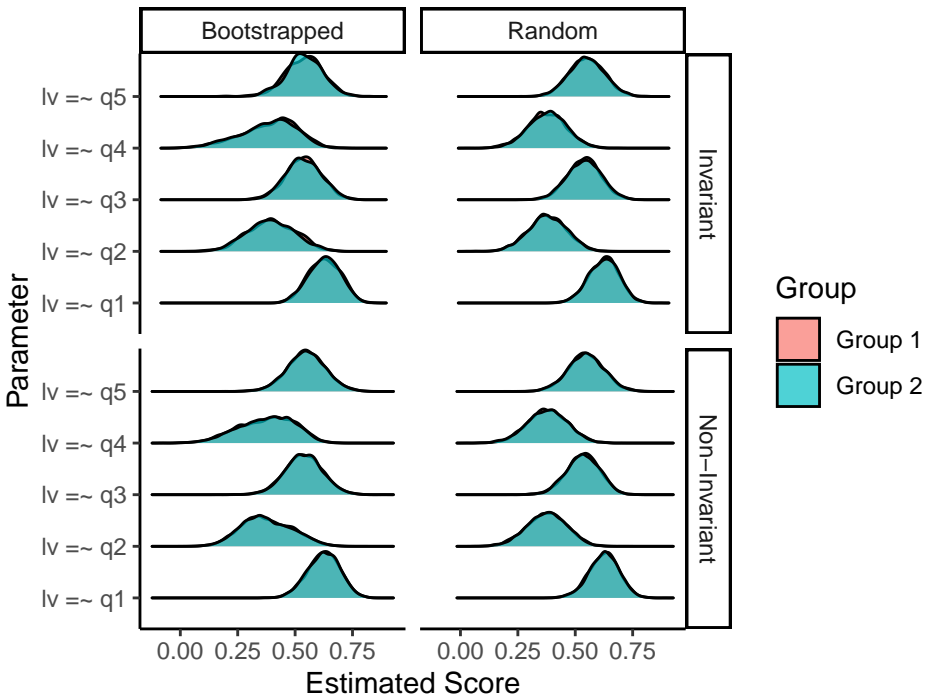 Bootstrapped
Random
lv =~ q5
lv =~ q4
lv =~ q3
lv =~ q2
lv =~ q1
Invariant
lv =~ q5
lv =~ q4
lv =~ q3
lv =~ q2
lv =~ q1
Non−Invariant
Parameter
0.00 0.25 0.50 0.75
0.00 0.25 0.50 0.75
Estimated Score
Group
Group 1
Group 2